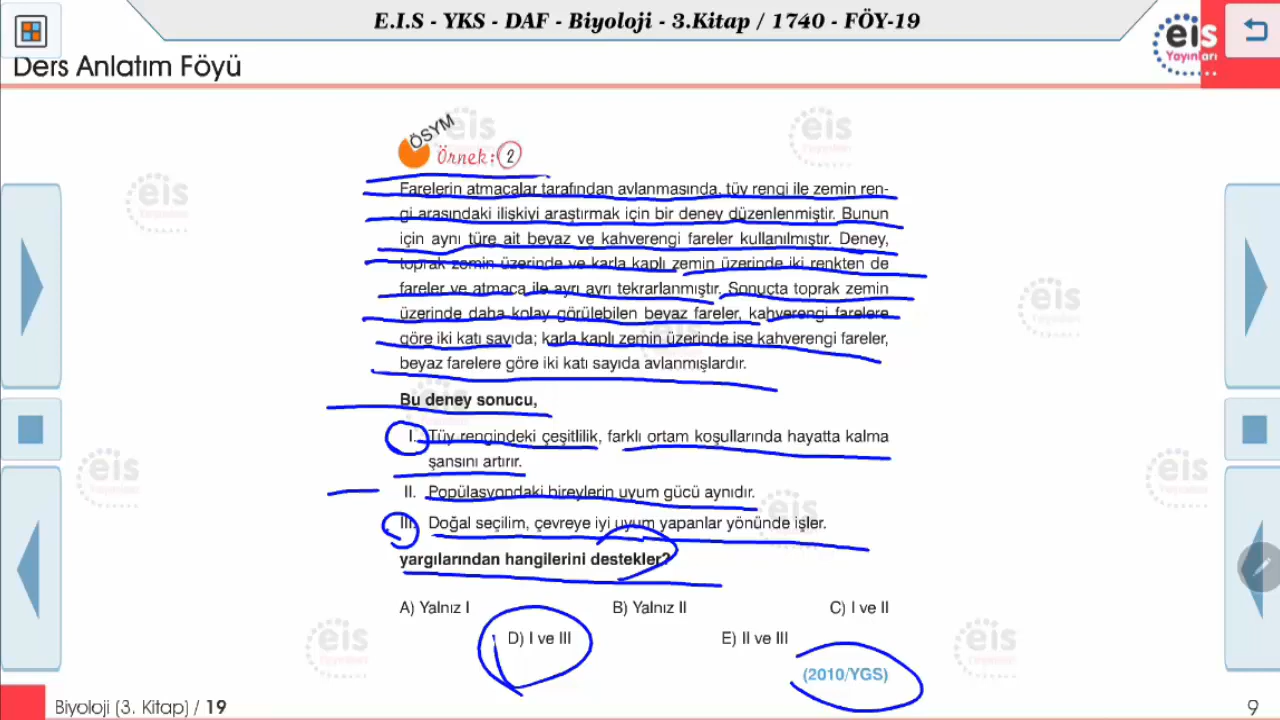 E.I.S - YKS - DAF - Biyoloji - 3.Kitap / 1740 - FÖY-19
eis
Yayınları
Ders Anlatım Föyü
ÖSYM
Örnek: 2
Farelerin atmacalar tarafından avlanmasında, tüy rengi ile zemin ren-
gi arasındaki ilişkiyi araştırmak için bir deney düzenlenmiştir. Bunun
için aynı türe ait beyaz ve kahverengi fareler kullanılmıştır. Deney,
toprak zemin üzerinde ve karla kaplı zemin üzerinde iki renkten de
fareler ve atmaca ile ayrı ayrı tekrarlanmıştır. Sonuçta toprak zemin
üzerinde daha kolay görülebilen beyaz fareler, kahverengi farelere
göre iki katı sayıda; karla kaplı zemin üzerinde ise kahverengi fareler,
beyaz farelere göre iki katı sayıda avlanmışlardır.
Bu deney sonucu,
I. Tüy rengindeki çeşitlilik, farklı ortam koşullarında hayatta kalma
şansını artırır.
II. Popülasyondaki bireylerin uyum gücü aynıdır.
III. Doğal seçilim, çevreye iyi uyum yapanlar yönünde işler.
yargılarından hangilerini destekler?
A) Yalnız I B) Yalnız II C) I ve II
D) I ve III E) II ve III
(2010/YGS)
Biyoloji (3. Kitap) / 19
9